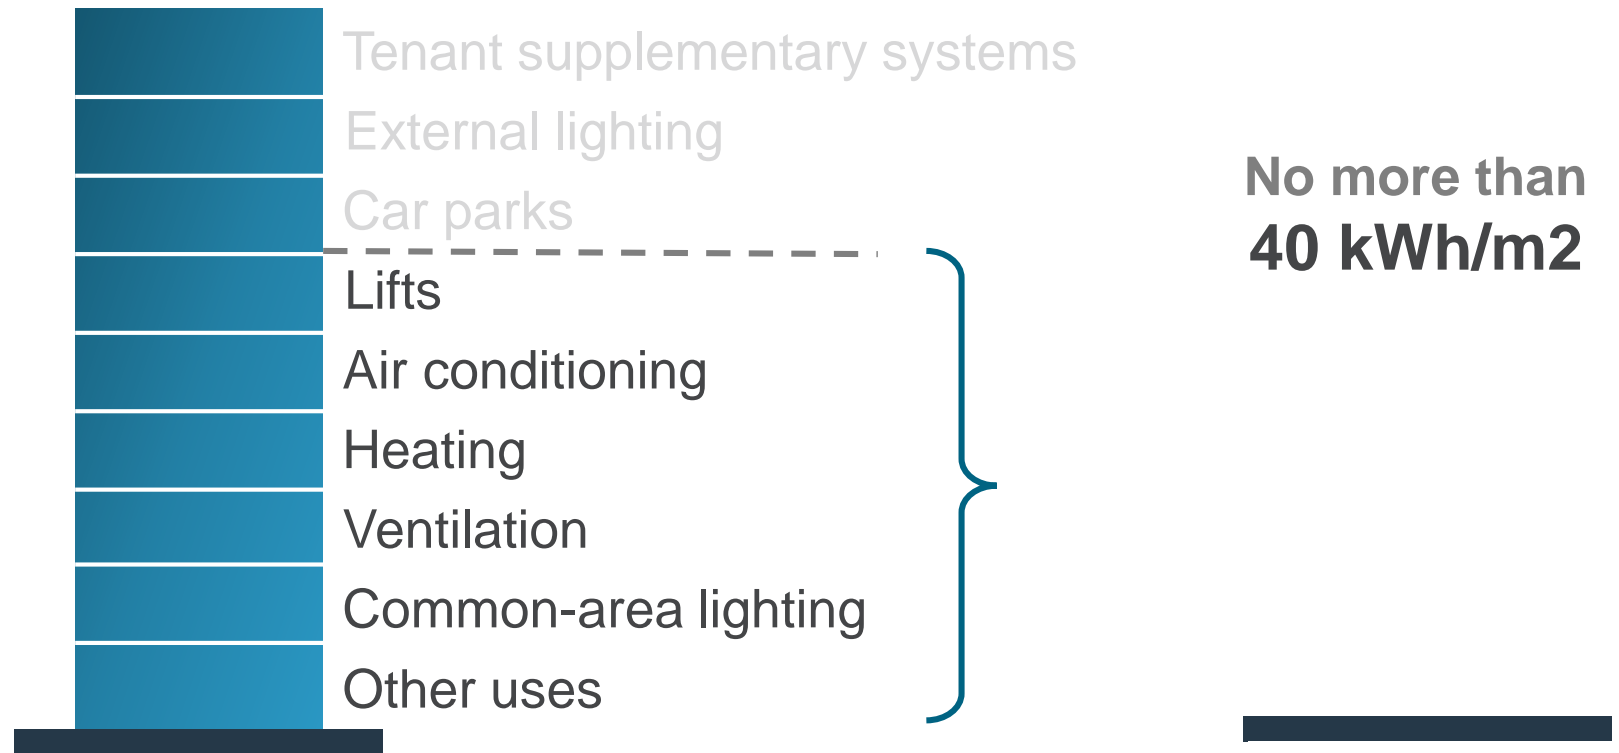 Tenant supplementary systems
External lighting
Car parks
Lifts
Air conditioning
Heating
Ventilation
Common-area lighting
Other uses
No more than
40 kWh/m2